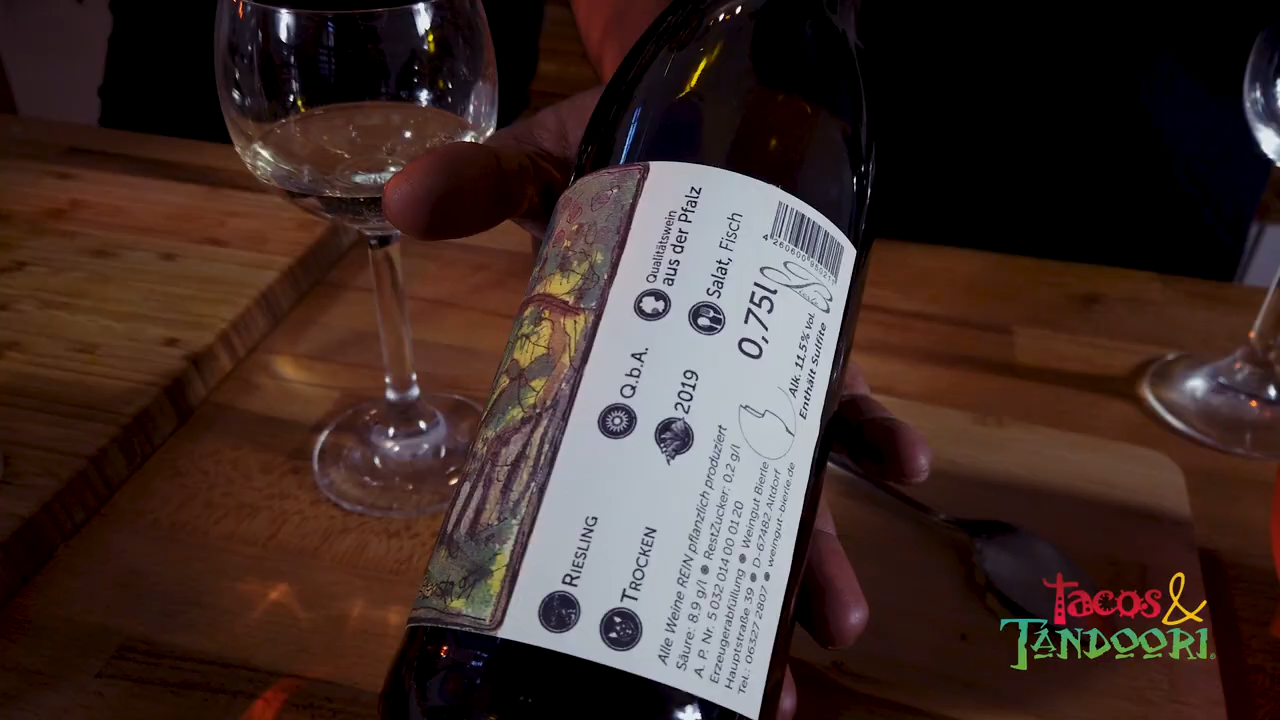 RIESLING
Q.b.A.
Qualitätswein
aus der Pfalz
TROCKEN
2019
Salat, Fisch
Alle Weine REIN pflanzlich produziert
Säure: 8,9 g/l ● RestZucker: 0,2 g/l
A. P. Nr. 5 032 014 00 01 20
Erzeugerabfüllung ● Weingut Bierle
Hauptstraße 39 ● D-67482 Altdorf
Tel.: 06327 2807 ● weingut-bierle.de
0,75l
Alk. 11,5% Vol.
Enthält Sulfite
Tacos &
TANDOORI